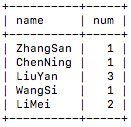 +----------+-----+
| name     | num |
+----------+-----+
| ZhangSan |   1 |
| ChenNing |   1 |
| LiuYan   |   3 |
| WangSi   |   1 |
| LiMei    |   2 |
+----------+-----+